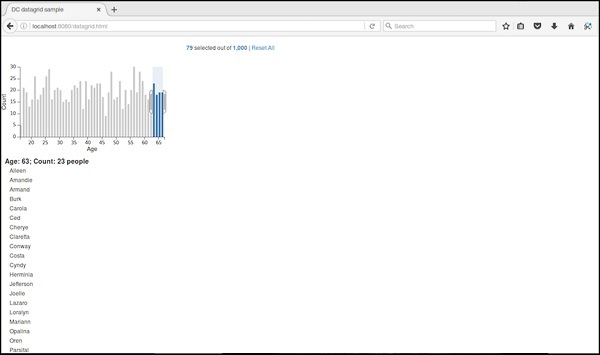 DC datagrid sample
localhost:8080/datagrid.html
Search
79 selected out of 1,000 | Reset All
30
25
20
15
10
5
0
Count
20 25 30 35 40 45 50 55 60 65
Age
Age: 63; Count: 23 people
Aileen
Amandie
Armand
Burk
Carola
Ced
Cherye
Claretta
Conway
Costa
Cyndy
Herminia
Jefferson
Joelle
Lazaro
Loralyn
Mariann
Opalina
Oren
Parsifal